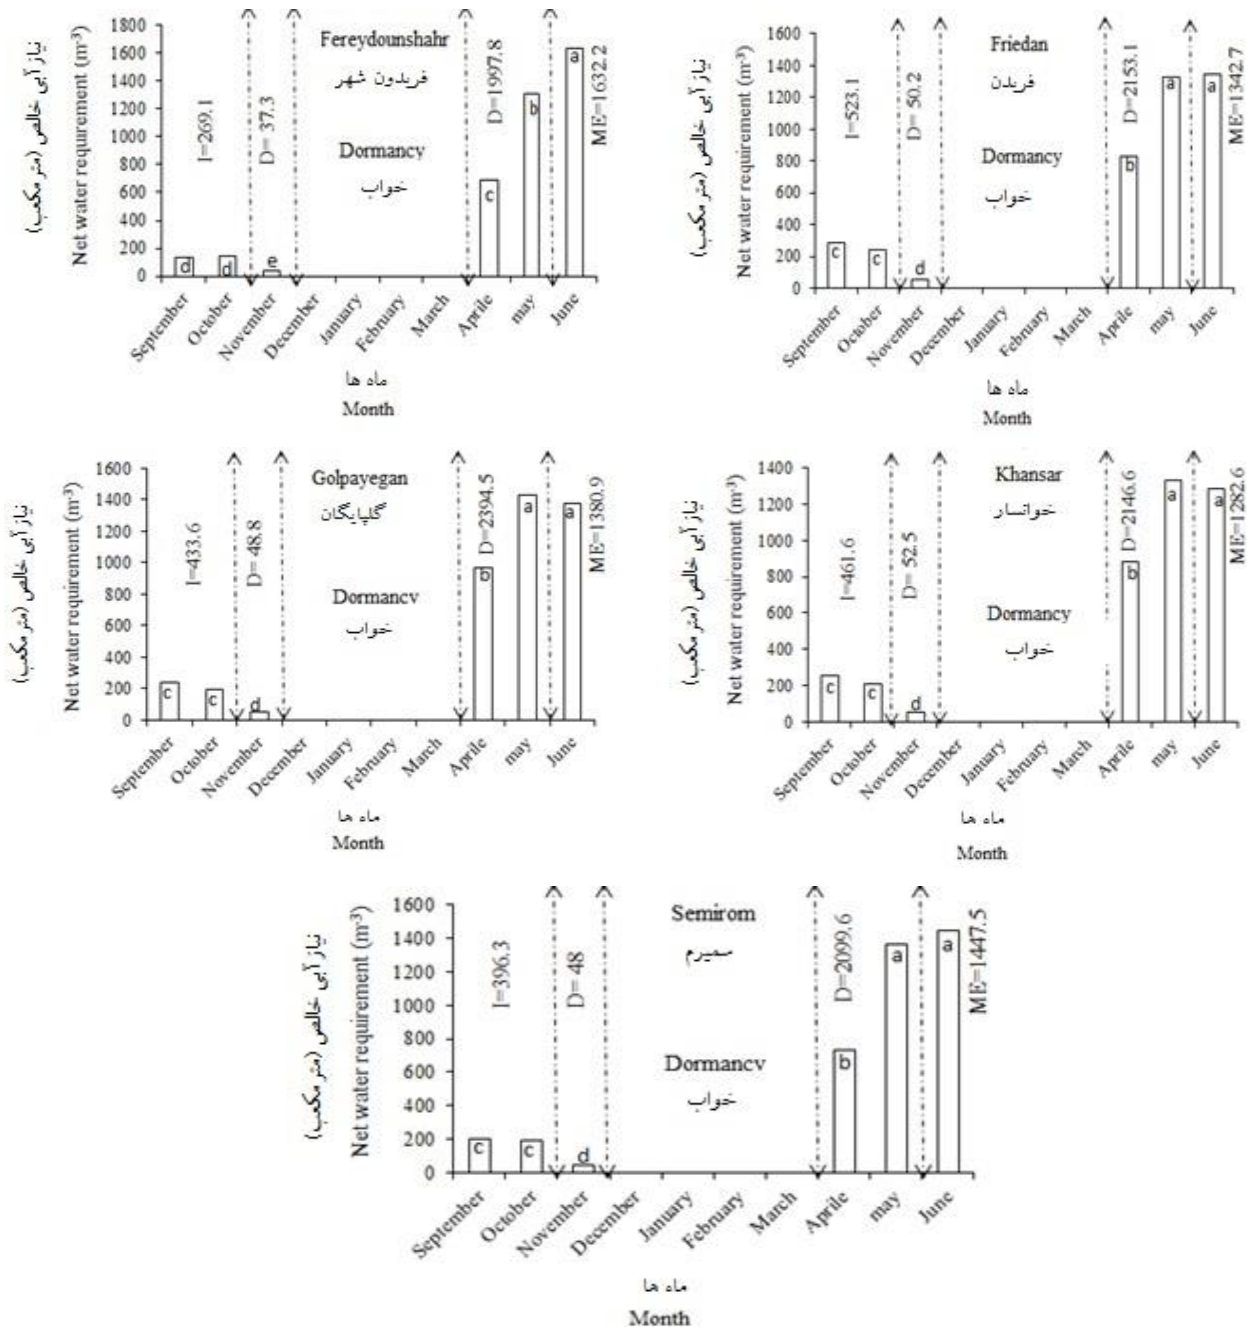 نیاز آبی خالص (متر مکعب)
Net water requirement (m⁻³)
1800
1600
1400
1200
1000
800
600
400
200
0
I=269.1
D= 37.3
Fereydounshahr
فریدون شهر
Dormancy
خواب
D=1997.8
ME=1632.2
d
d
e
c
b
a
September
October
November
December
January
February
March
Aprile
may
June
ماه ها
Month
نیاز آبی خالص (متر مکعب)
Net water requirement (m⁻³)
1600
1400
1200
1000
800
600
400
200
0
I=523.1
D= 50.2
Friedan
فریدن
Dormancy
خواب
D=2153.1
ME=1342.7
c
c
d
b
a
a
September
October
November
December
January
February
March
Aprile
may
June
ماه ها
Month
نیاز آبی خالص (متر مکعب)
Net water requirement (m⁻³)
1600
1400
1200
1000
800
600
400
200
0
I=433.6
D= 48.8
Golpayegan
گلپایگان
Dormancy
خواب
D=2394.5
ME=1380.9
c
c
d
b
a
a
September
October
November
December
January
February
March
Aprile
may
June
ماه ها
Month
نیاز آبی خالص (متر مکعب)
Net water requirement (m⁻³)
1400
1200
1000
800
600
400
200
0
I=461.6
D= 52.5
Khansar
خوانسار
Dormancy
خواب
D=2146.6
ME=1282.6
c
c
d
b
a
a
September
October
November
December
January
February
March
Aprile
may
June
ماه ها
Month
نیاز آبی خالص (متر مکعب)
Net water requirement (m⁻³)
1600
1400
1200
1000
800
600
400
200
0
I=396.3
D= 48
Semirom
سمیرم
Dormancy
خواب
D=2099.6
ME=1447.5
c
c
d
b
a
a
September
October
November
December
January
February
March
Aprile
may
June
ماه ها
Month